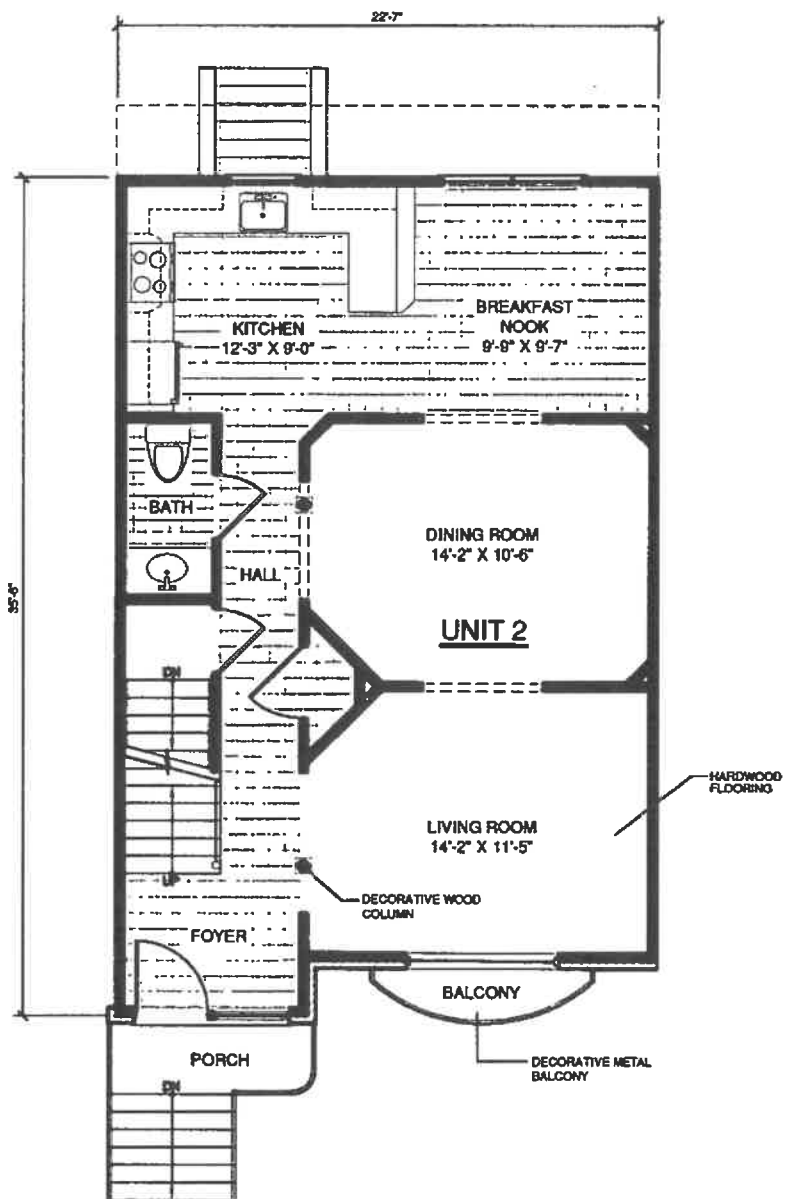 22'-7"
35'-6"
KITCHEN
12'-3" X 9'-0"
BREAKFAST
NOOK
9'-9" X 9'-7"
BATH
HALL
DINING ROOM
14'-2" X 10'-6"
UNIT 2
DN
UP
HARDWOOD
FLOORING
LIVING ROOM
14'-2" X 11'-5"
DECORATIVE WOOD
COLUMN
FOYER
BALCONY
PORCH
DECORATIVE METAL
BALCONY
DN